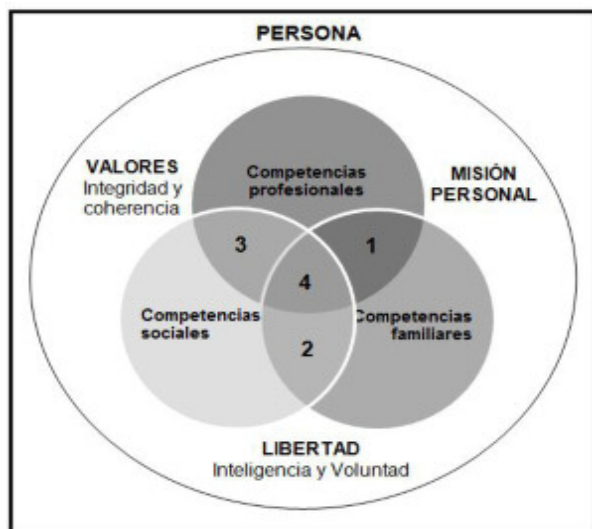 PERSONA
VALORES
Integridad y
coherencia
Competencias
profesionales
MISIÓN
PERSONAL
3
1
4
Competencias
sociales
Competencias
familiares
2
LIBERTAD
Inteligencia y Voluntad